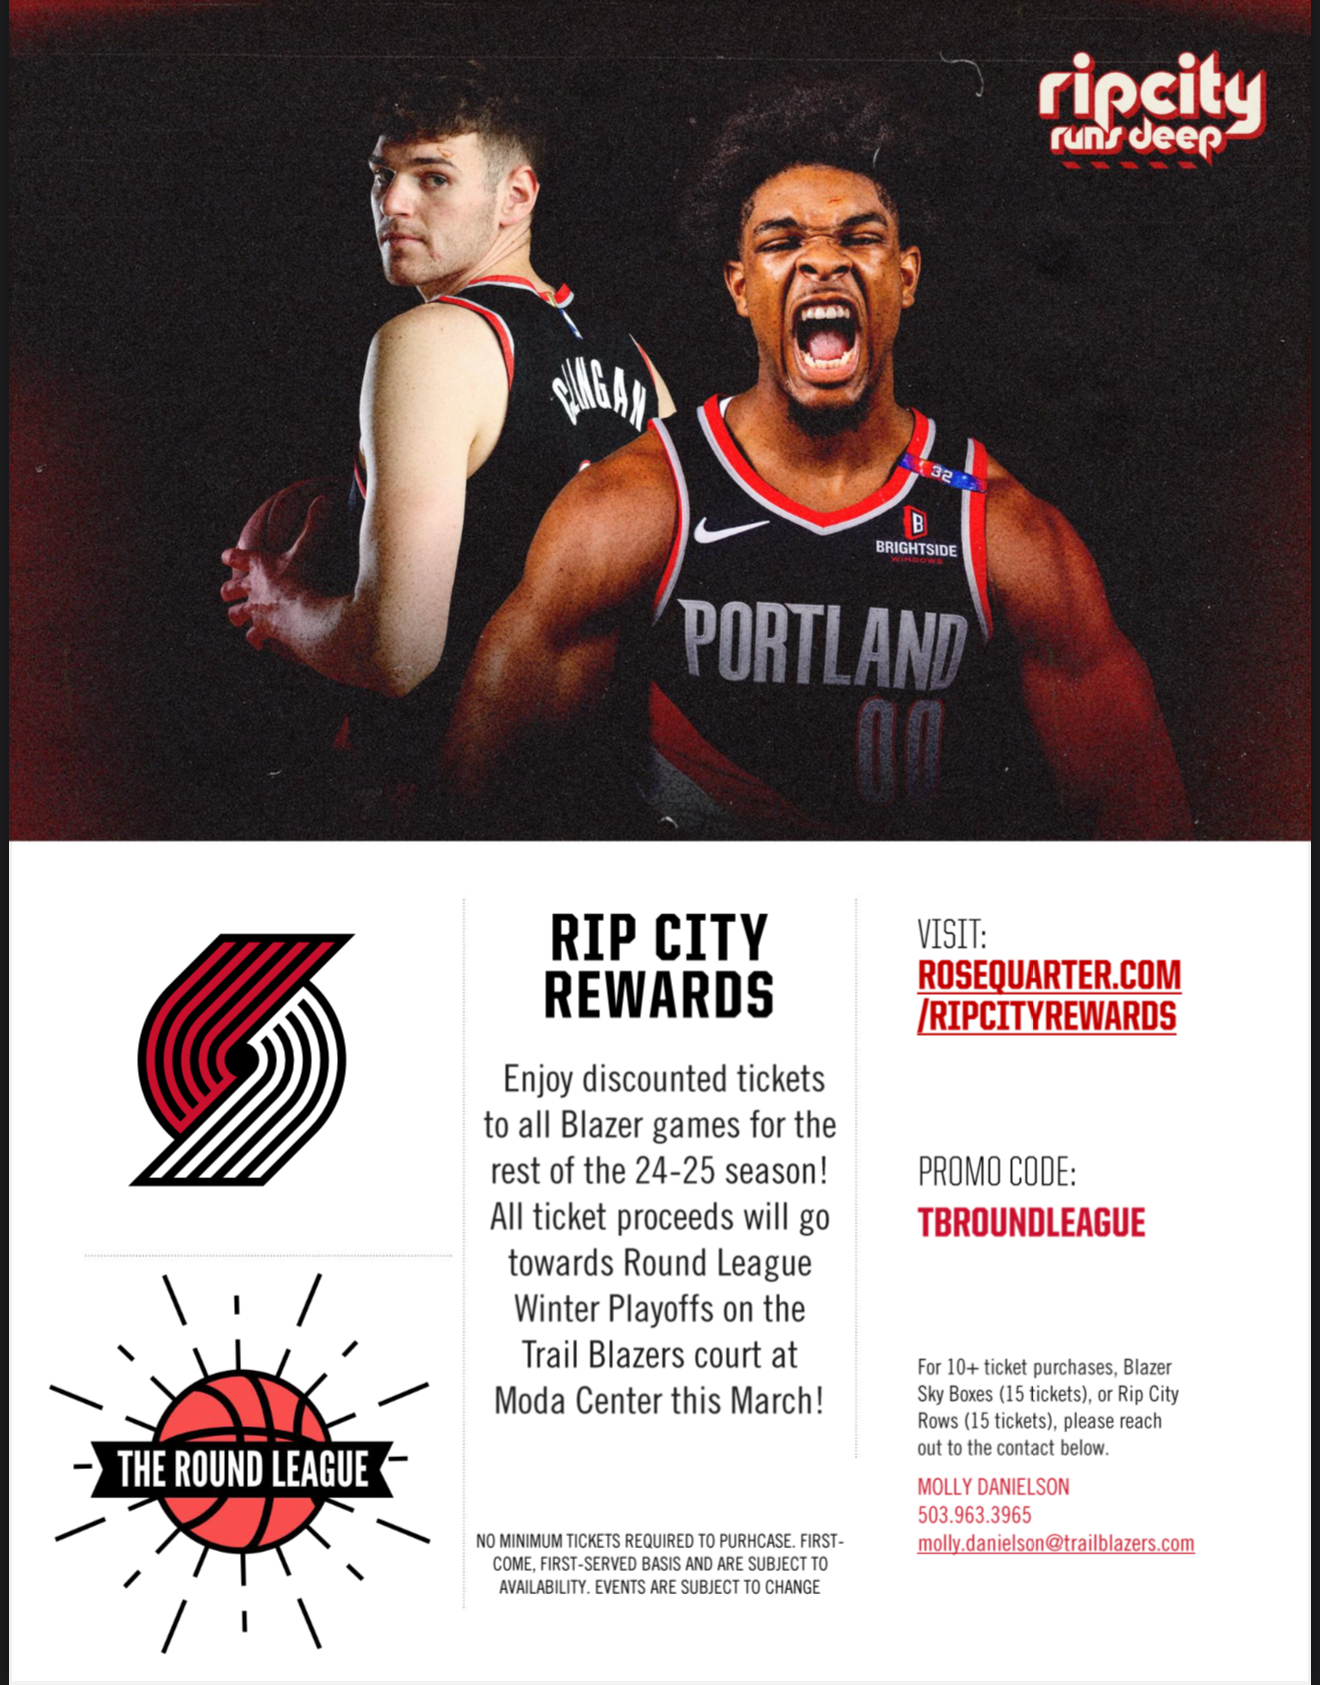 ripcity
runs deep
CLINGAN
32
B
BRIGHTSIDE
WINDOWS
PORTLAND
00
RIP CITY
REWARDS
Enjoy discounted tickets
to all Blazer games for the
rest of the 24-25 season!
All ticket proceeds will go
towards Round League
Winter Playoffs on the
Trail Blazers court at
Moda Center this March!
NO MINIMUM TICKETS REQUIRED TO PURHCASE. FIRST-
COME, FIRST-SERVED BASIS AND ARE SUBJECT TO
AVAILABILITY. EVENTS ARE SUBJECT TO CHANGE
THE ROUND LEAGUE
VISIT:
ROSEQUARTER.COM
/RIPCITYREWARDS
PROMO CODE:
TBROUNDLEAGUE
For 10+ ticket purchases, Blazer
Sky Boxes (15 tickets), or Rip City
Rows (15 tickets), please reach
out to the contact below.
MOLLY DANIELSON
503.963.3965
molly.danielson@trailblazers.com